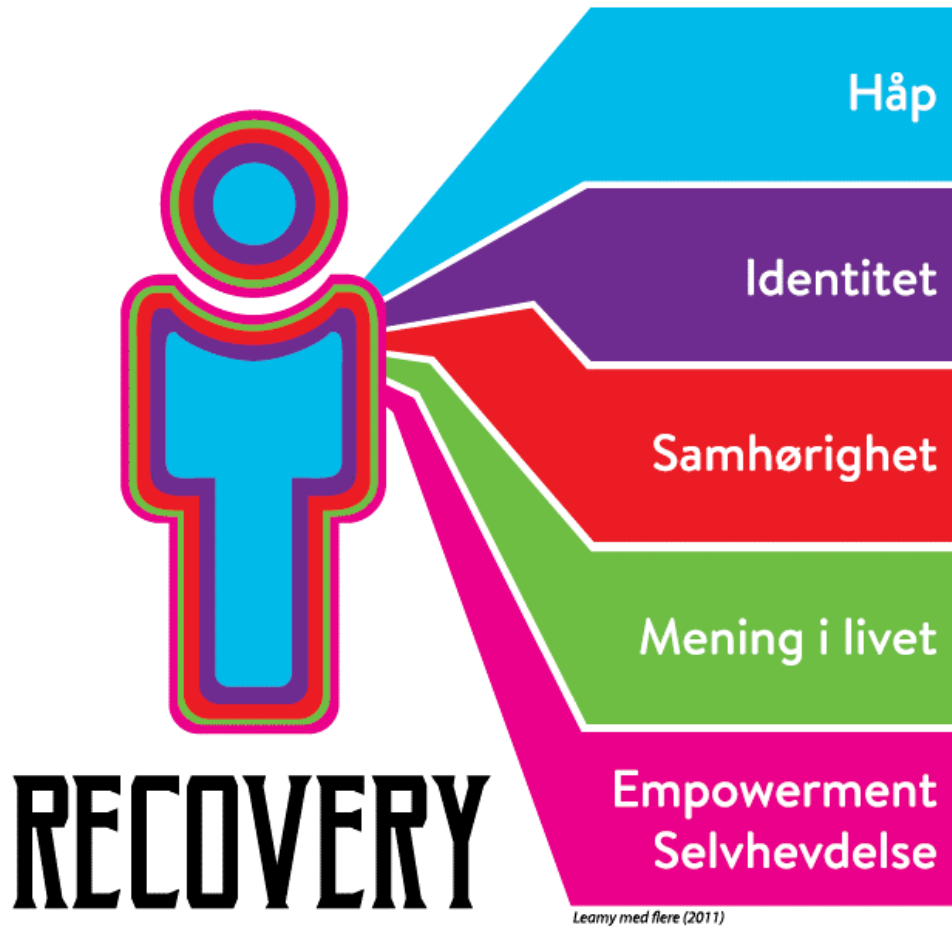 Håp
Identitet
Samhørighet
Mening i livet
Empowerment
Selvhevdelse
RECOVERY
Leamy med flere (2011)